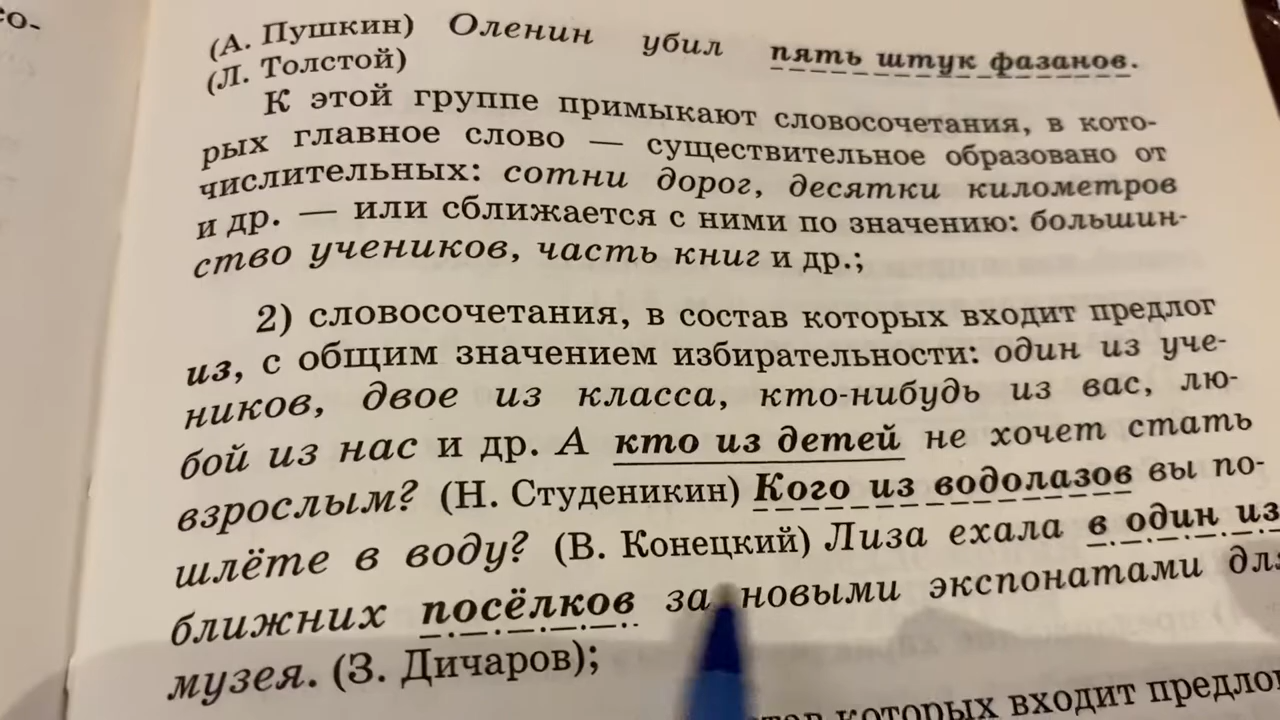 со-
(А. Пушкин) Оленин убил пять штук фазанов.
(Л. Толстой)
К этой группе примыкают словосочетания, в кото-
рых главное слово — существительное образовано от
числительных: сотни дорог, десятки километров
и др. — или сближается с ними по значению: большин-
ство учеников, часть книг и др.;
2) словосочетания, в состав которых входит предлог
из, с общим значением избирательности: один из уче-
ников, двое из класса, кто-нибудь из вас, лю-
бой из нас и др. А кто из детей не хочет стать
взрослым? (Н. Студеникин) Кого из водолазов вы по-
шлёте в воду? (В. Конецкий) Лиза ехала в один из
ближних посёлков за новыми экспонатами для
музея. (З. Дичаров);
которых входит предлог